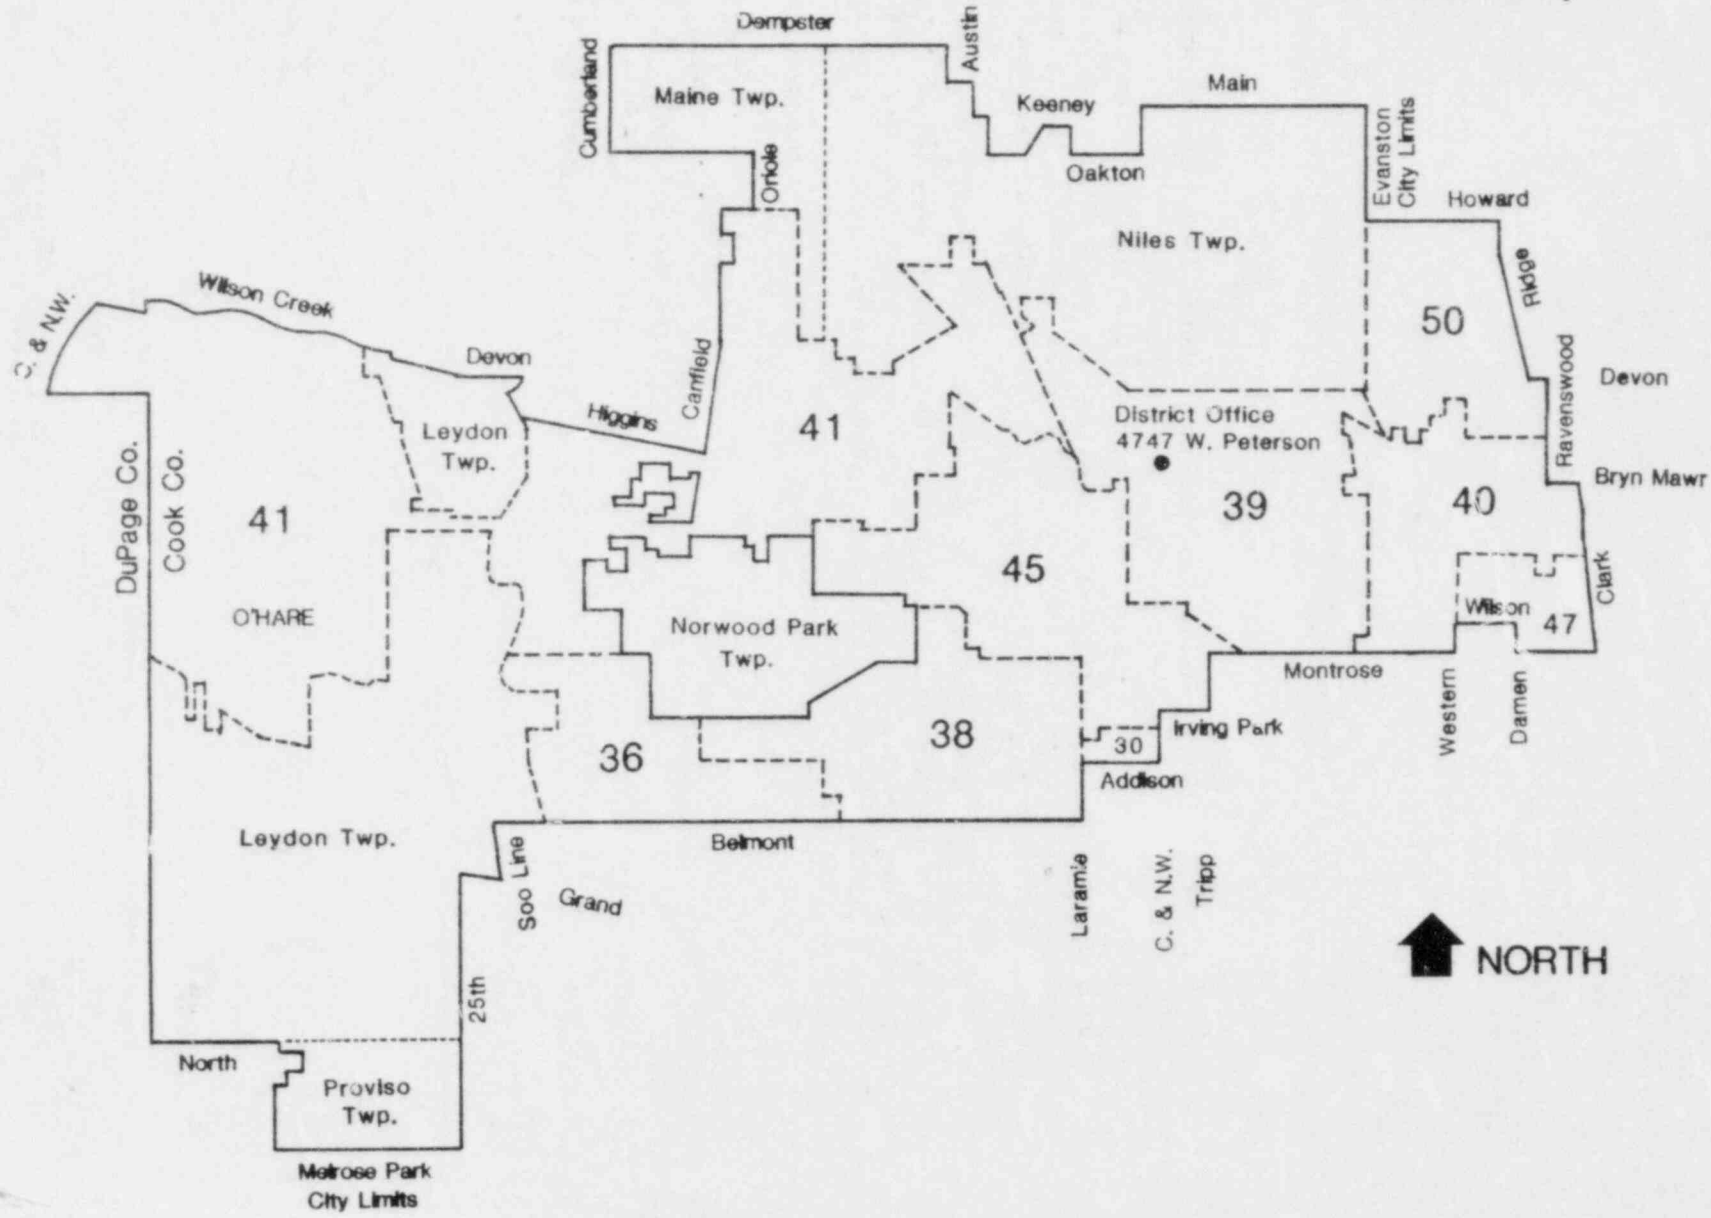 Dempster
Austin
Cumberland
Maine Twp.
Keeney
Main
Oriole
Oakton
Evanston
City Limits
Howard
Niles Twp.
Ridge
Wilson Creek
C. & N.W.
Devon
Canfield
50
Ravenswood
Devon
Higgins
Leydon
Twp.
41
District Office
4747 W. Peterson
Bryn Mawr
DuPage Co.
Cook Co.
41
39
40
45
Clark
O'HARE
Norwood Park
Twp.
Wilson
47
Montrose
Western
Damen
36
38
30
Irving Park
Addison
Leydon Twp.
Belmont
Soo Line
Grand
Laramie
C. & N.W.
Tripp
NORTH
25th
North
Proviso
Twp.
Melrose Park
City Limits